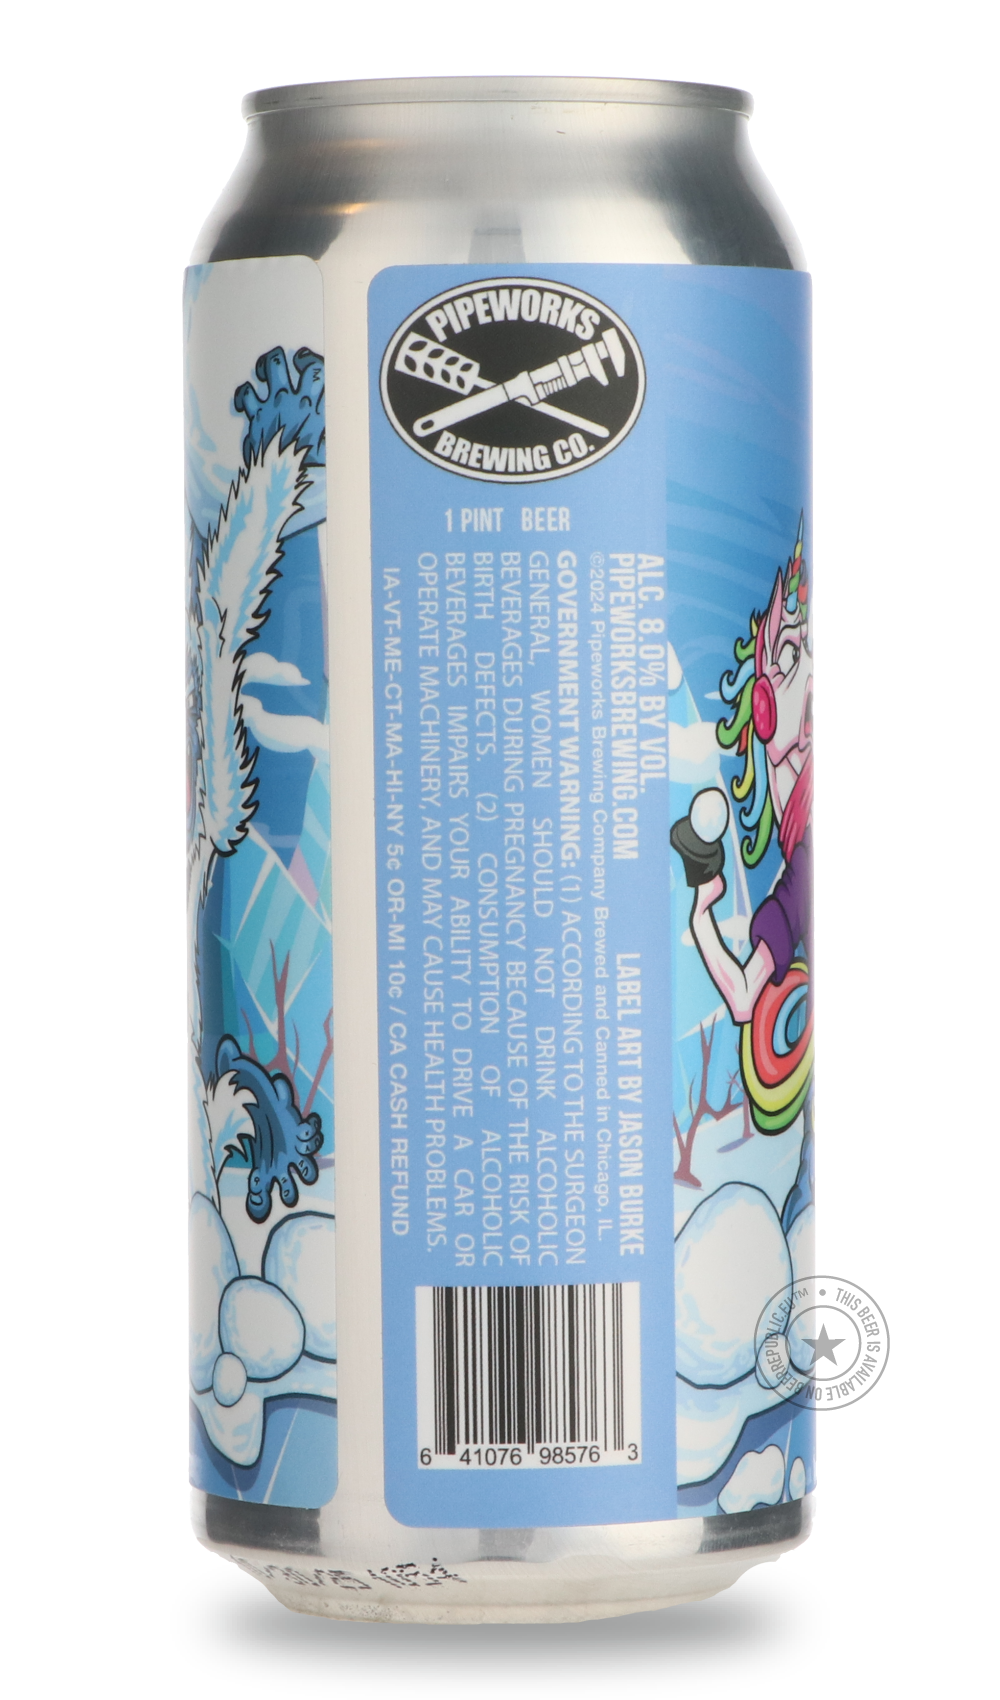 PIPEWORKS
BREWING CO.
1 PINT BEER
ALC. 8.0% BY VOL.
PIPEWORKSBREWING.COM LABEL ART BY JASON BURKE
©2024 Pipeworks Brewing Company Brewed and Canned in Chicago, IL.
GOVERNMENT WARNING: (1) ACCORDING TO THE SURGEON
GENERAL, WOMEN SHOULD NOT DRINK ALCOHOLIC
BEVERAGES DURING PREGNANCY BECAUSE OF THE RISK OF
BIRTH DEFECTS. (2) CONSUMPTION OF ALCOHOLIC
BEVERAGES IMPAIRS YOUR ABILITY TO DRIVE A CAR OR
OPERATE MACHINERY, AND MAY CAUSE HEALTH PROBLEMS.
IA-VT-ME-CT-MA-HI-NY 5¢ OR-MI 10¢ / CA CASH REFUND
6 41076 98576 3
THIS BEER IS AVAILABLE ON BEERREPUBLIC.EU™